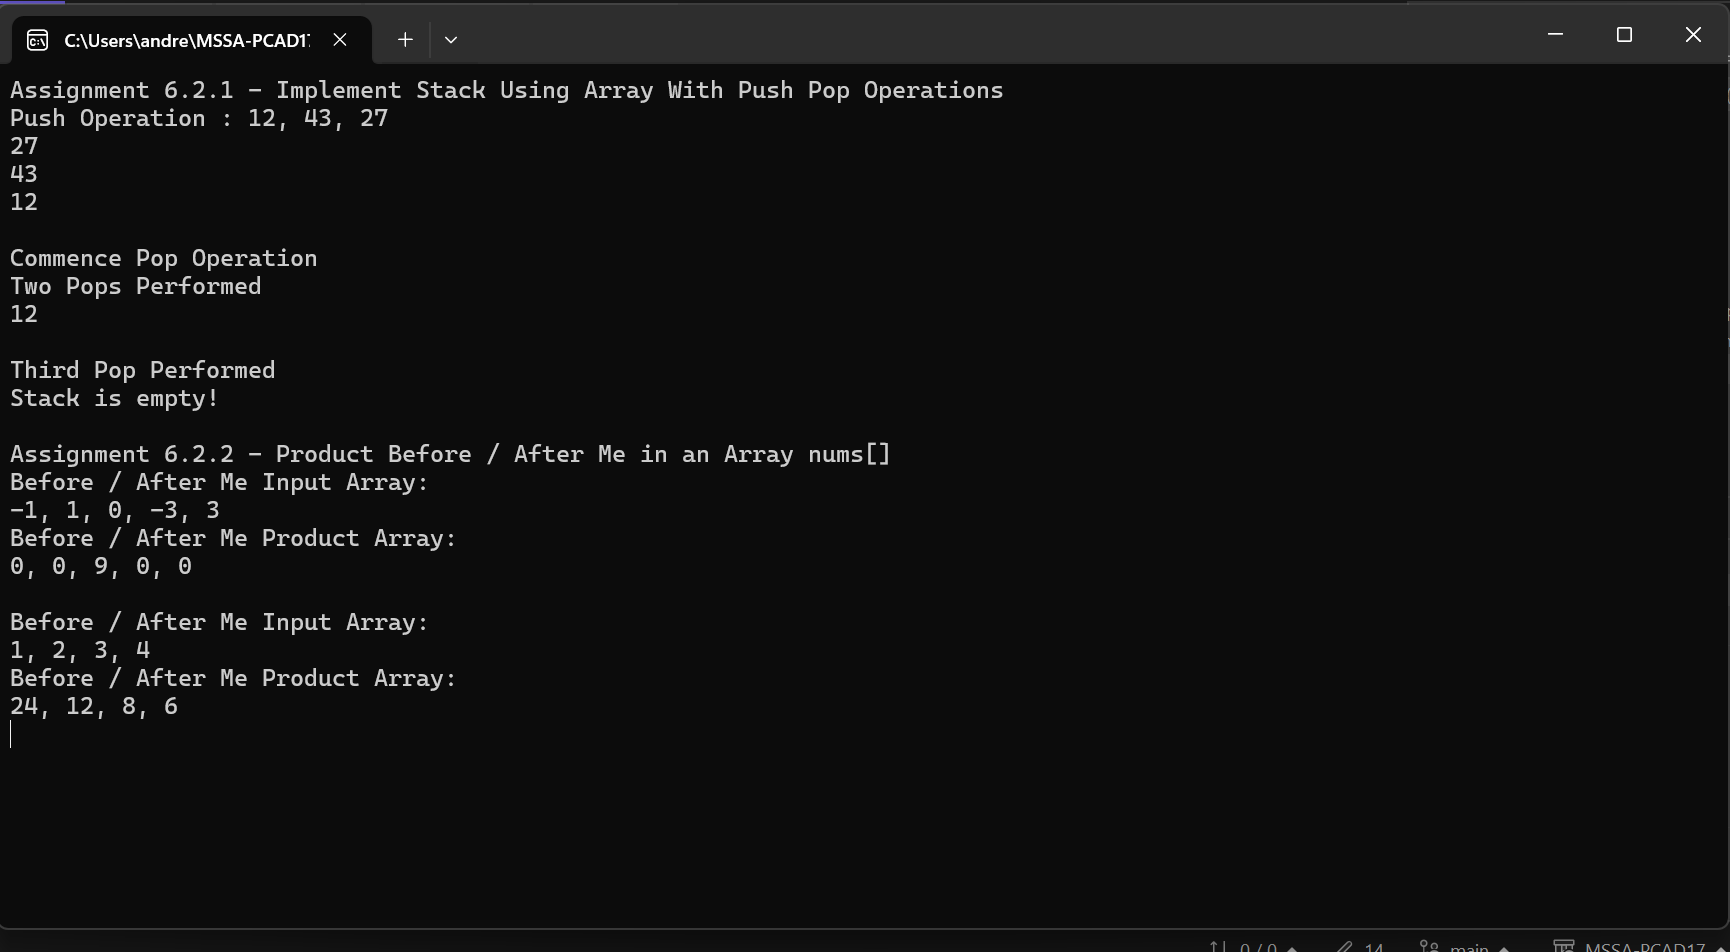 C:\Users\andre\MSSA-PCAD17
Assignment 6.2.1 - Implement Stack Using Array With Push Pop Operations
Push Operation : 12, 43, 27
27
43
12
Commence Pop Operation
Two Pops Performed
12
Third Pop Performed
Stack is empty!
Assignment 6.2.2 - Product Before / After Me in an Array nums[]
Before / After Me Input Array:
-1, 1, 0, -3, 3
Before / After Me Product Array:
0, 0, 9, 0, 0
Before / After Me Input Array:
1, 2, 3, 4
Before / After Me Product Array:
24, 12, 8, 6
0 / 0 14 main MSSA-PCAD17